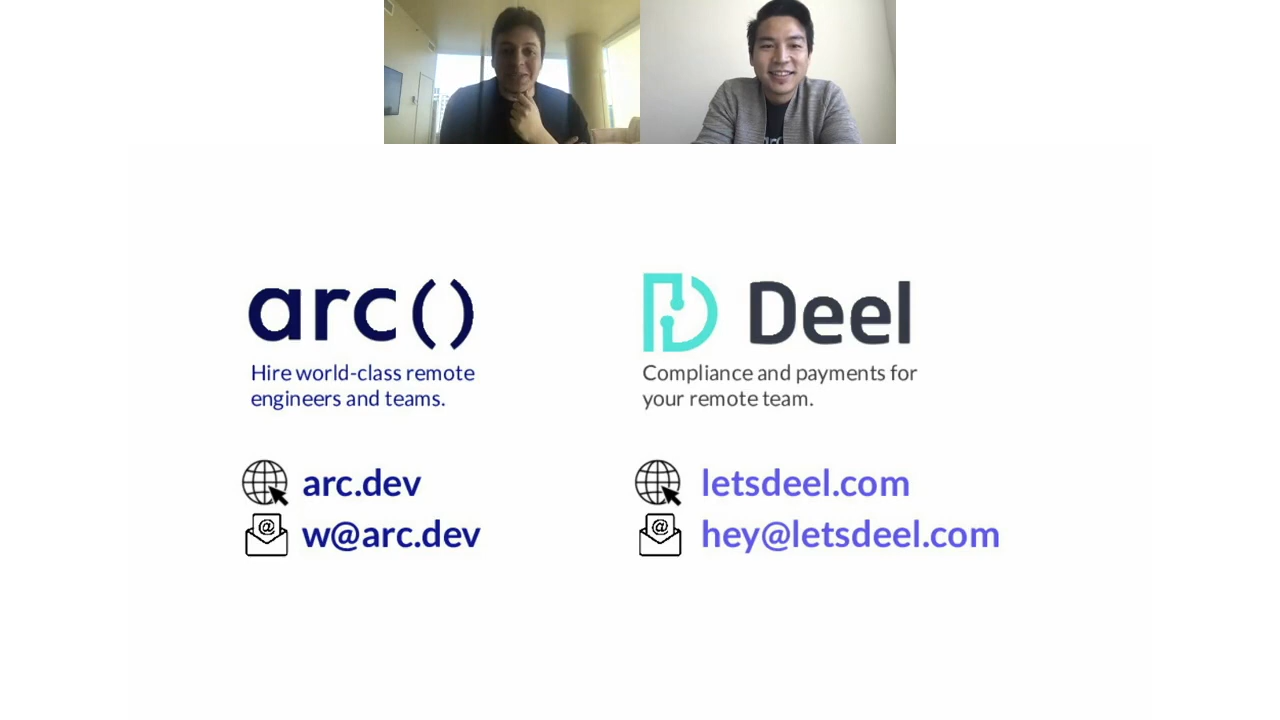 arc()
Hire world-class remote
engineers and teams.
arc.dev
w@arc.dev
Deel
Compliance and payments for
your remote team.
letsdeel.com
hey@letsdeel.com